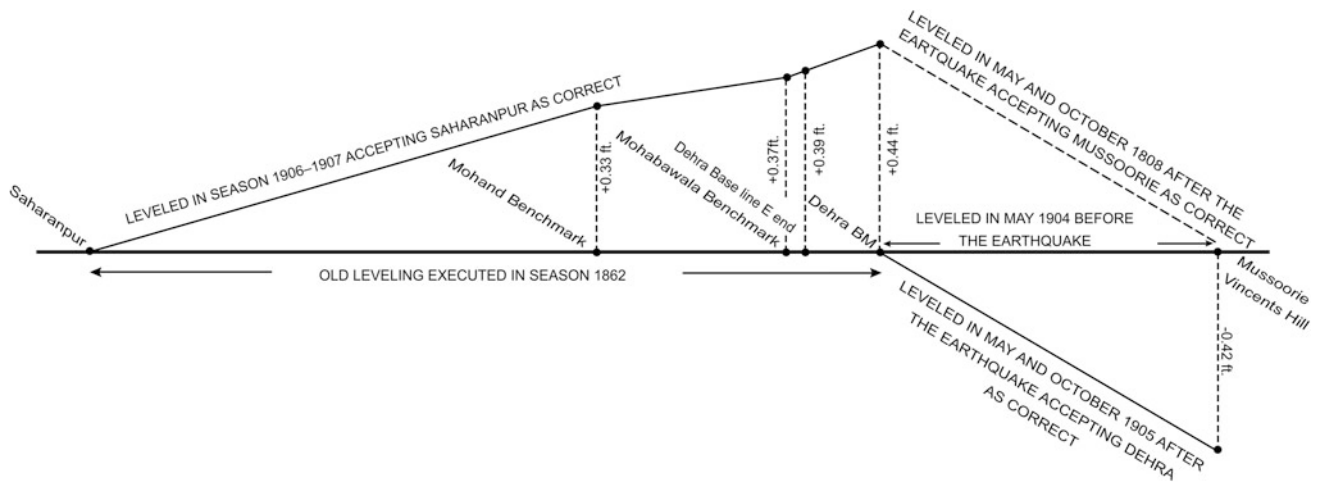 LEVELED IN MAY AND OCTOBER 1808 AFTER THE
EARTQUAKE ACCEPTING MUSSOORIE AS CORRECT
LEVELED IN SEASON 1906–1907 ACCEPTING SAHARANPUR AS CORRECT
Saharanpur
Mohand Benchmark
+0.33 ft.
Mohabawala Benchmark
Dehra Base line E end
+0.37ft.
+0.39 ft.
Dehra BM
+0.44 ft.
LEVELED IN MAY 1904 BEFORE
THE EARTHQUAKE
OLD LEVELING EXECUTED IN SEASON 1862
Mussoorie
Vincents Hill
-0.42 ft.
LEVELED IN MAY AND OCTOBER 1905 AFTER
THE EARTHQUAKE ACCEPTING DEHRA
AS CORRECT